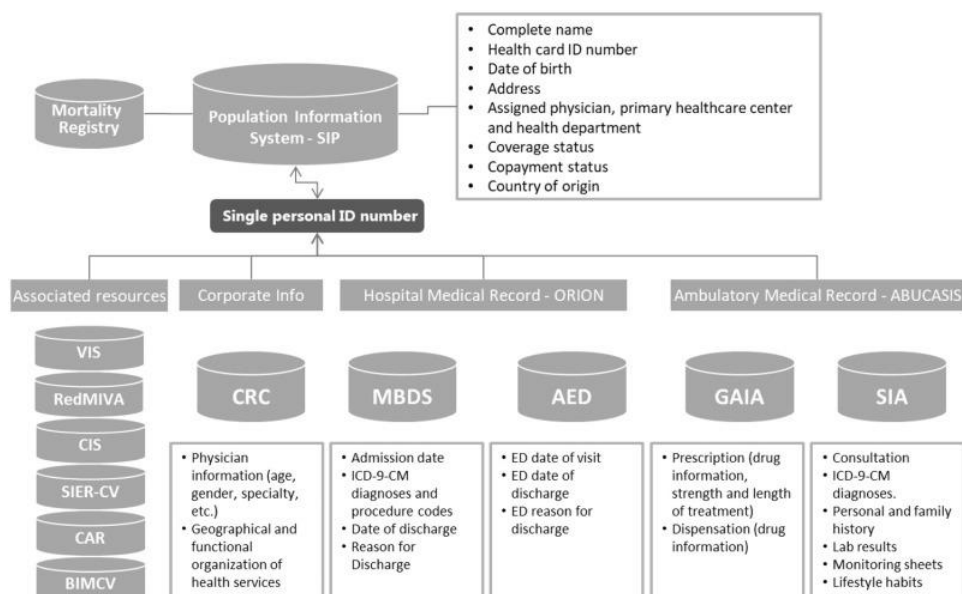 Mortality
Registry
Population Information
System - SIP
• Complete name
• Health card ID number
• Date of birth
• Address
• Assigned physician, primary healthcare center
and health department
• Coverage status
• Copayment status
• Country of origin
Single personal ID number
Associated resources
VIS
RedMIVA
CIS
SIER-CV
CAR
BIMCV
Corporate Info
CRC
• Physician
information (age,
gender, specialty,
etc.)
• Geographical and
functional
organization of
health services
Hospital Medical Record - ORION
MBDS
• Admission date
• ICD-9-CM
diagnoses and
procedure codes
• Date of discharge
• Reason for
Discharge
AED
• ED date of visit
• ED date of
discharge
• ED reason for
discharge
Ambulatory Medical Record - ABUCASIS
GAIA
• Prescription (drug
information,
strength and length
of treatment)
• Dispensation (drug
information)
SIA
• Consultation
• ICD-9-CM
diagnoses.
• Personal and family
history
• Lab results
• Monitoring sheets
• Lifestyle habits